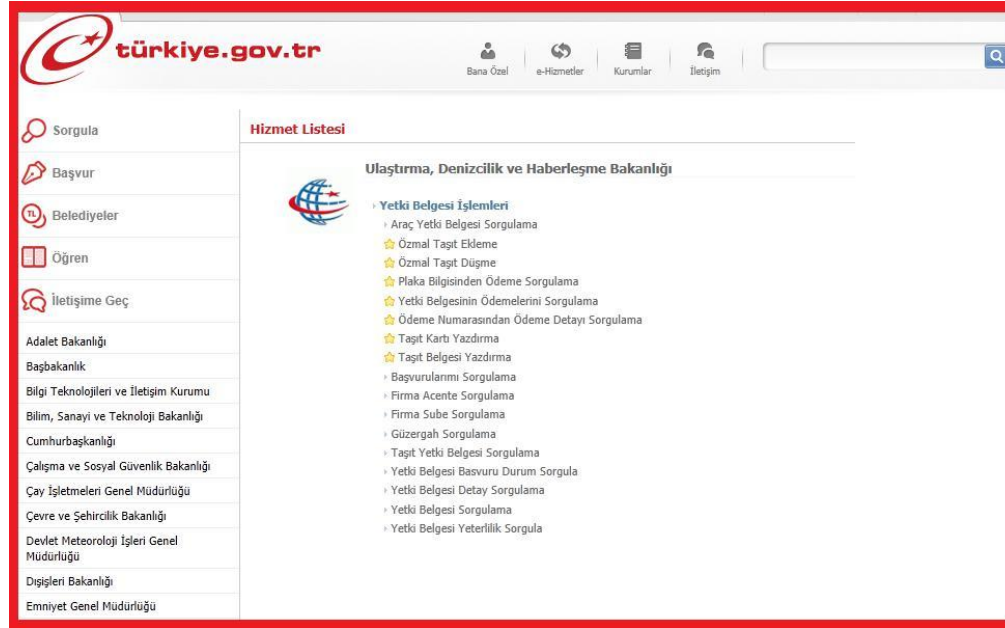 türkiye.gov.tr
Bana Özel
e-Hizmetler
Kurumlar
İletişim
Sorgula
Başvur
TL
Belediyeler
Öğren
İletişime Geç
Adalet Bakanlığı
Başbakanlık
Bilgi Teknolojileri ve İletişim Kurumu
Bilim, Sanayi ve Teknoloji Bakanlığı
Cumhurbaşkanlığı
Çalışma ve Sosyal Güvenlik Bakanlığı
Çay İşletmeleri Genel Müdürlüğü
Çevre ve Şehircilik Bakanlığı
Devlet Meteoroloji İşleri Genel
Müdürlüğü
Dışişleri Bakanlığı
Emniyet Genel Müdürlüğü
Hizmet Listesi
Ulaştırma, Denizcilik ve Haberleşme Bakanlığı
Yetki Belgesi İşlemleri
Araç Yetki Belgesi Sorgulama
Özmal Taşıt Ekleme
Özmal Taşıt Düşme
Plaka Bilgisinden Ödeme Sorgulama
Yetki Belgesinin Ödemelerini Sorgulama
Ödeme Numarasından Ödeme Detayı Sorgulama
Taşıt Kartı Yazdırma
Taşıt Belgesi Yazdırma
Başvurularımı Sorgulama
Firma Acente Sorgulama
Firma Sube Sorgulama
Güzergah Sorgulama
Taşıt Yetki Belgesi Sorgulama
Yetki Belgesi Basvuru Durum Sorgula
Yetki Belgesi Detay Sorgulama
Yetki Belgesi Sorgulama
Yetki Belgesi Yeterlilik Sorgula